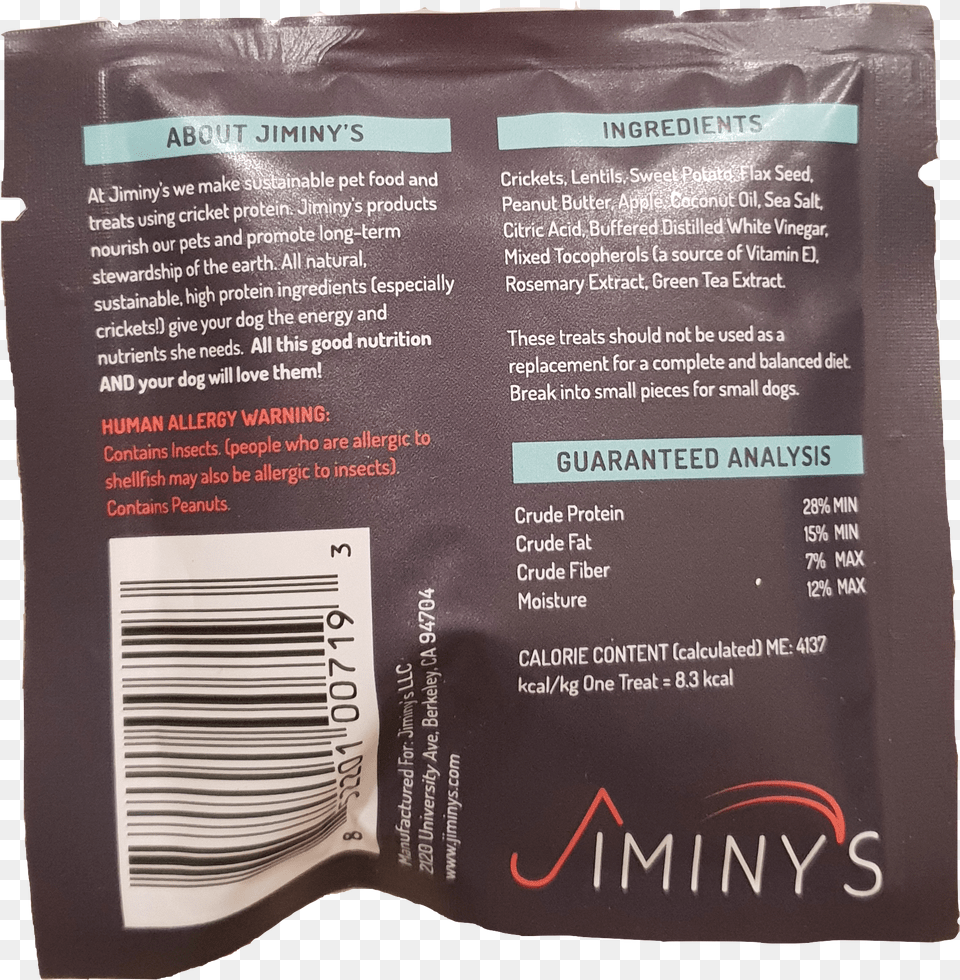 ABOUT JIMINY'S
At Jiminy's we make sustainable pet food and
treats using cricket protein. Jiminy's products
nourish our pets and promote long-term
stewardship of the earth. All natural,
sustainable, high protein ingredients (especially
crickets!) give your dog the energy and
nutrients she needs. All this good nutrition
AND your dog will love them!
HUMAN ALLERGY WARNING:
Contains Insects. (people who are allergic to
shellfish may also be allergic to insects).
Contains Peanuts.
8 52201 00719 3
Manufactured For: Jiminy's LLC
2120 University Ave, Berkeley, CA 94704
www.jiminys.com
INGREDIENTS
Crickets, Lentils, Sweet Potato, Flax Seed,
Peanut Butter, Apple, Coconut Oil, Sea Salt,
Citric Acid, Buffered Distilled White Vinegar,
Mixed Tocopherols (a source of Vitamin E),
Rosemary Extract, Green Tea Extract.
These treats should not be used as a
replacement for a complete and balanced diet.
Break into small pieces for small dogs.
GUARANTEED ANALYSIS
Crude Protein 28% MIN
Crude Fat 15% MIN
Crude Fiber 7% MAX
Moisture 12% MAX
CALORIE CONTENT (calculated) ME: 4137
kcal/kg One Treat = 8.3 kcal
JIMINY'S